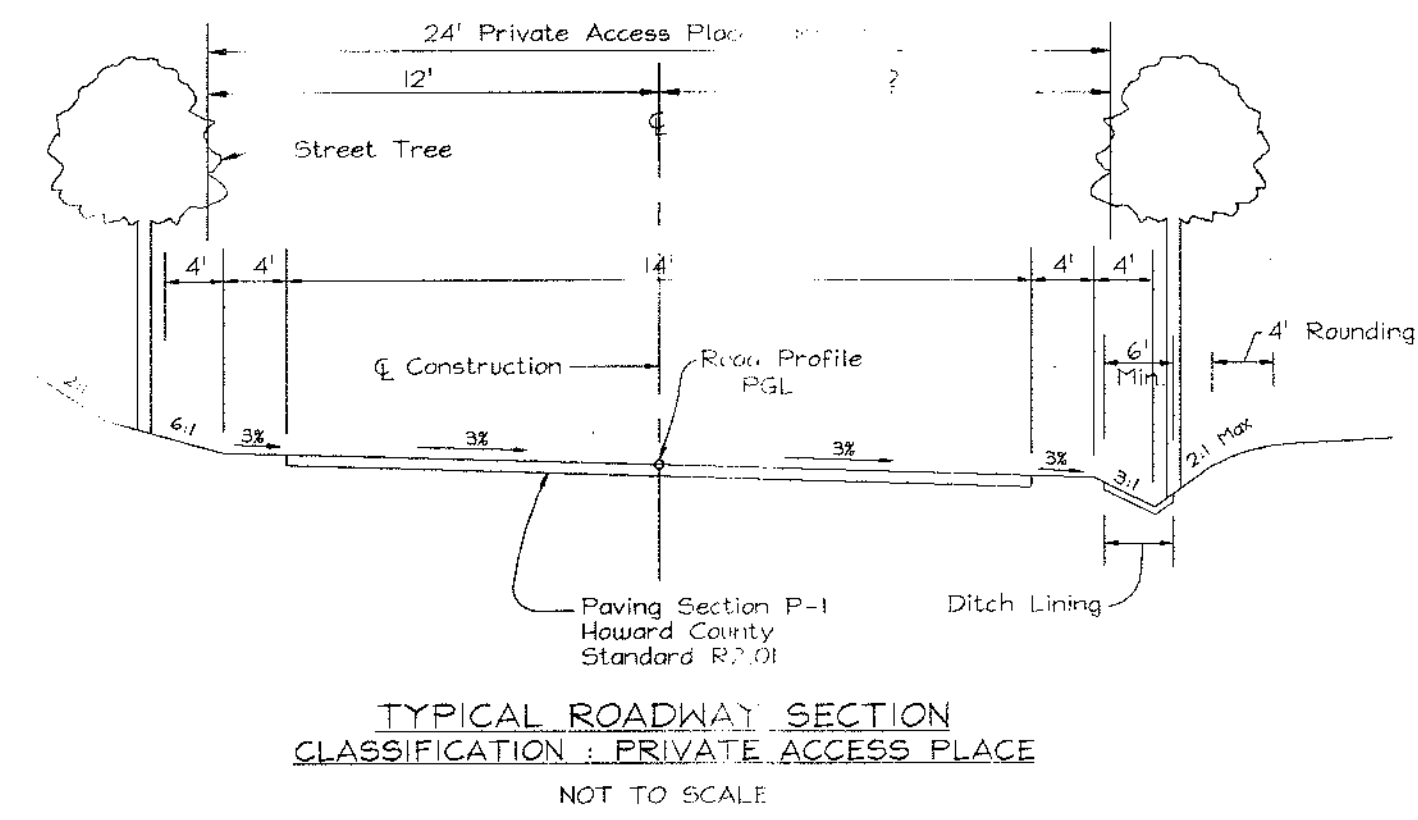 24' Private Access
12'
?
℄
Street Tree
4'
4'
14'
4'
4'
4' Rounding
6'
Min.
℄ Construction
Road Profile
PGL
2:1
6:1
3%
3%
3%
3%
3:1
2:1 Max
Paving Section P-1
Howard County
Standard R2.01
Ditch Lining
TYPICAL ROADWAY SECTION
CLASSIFICATION : PRIVATE ACCESS PLACE
NOT TO SCALE